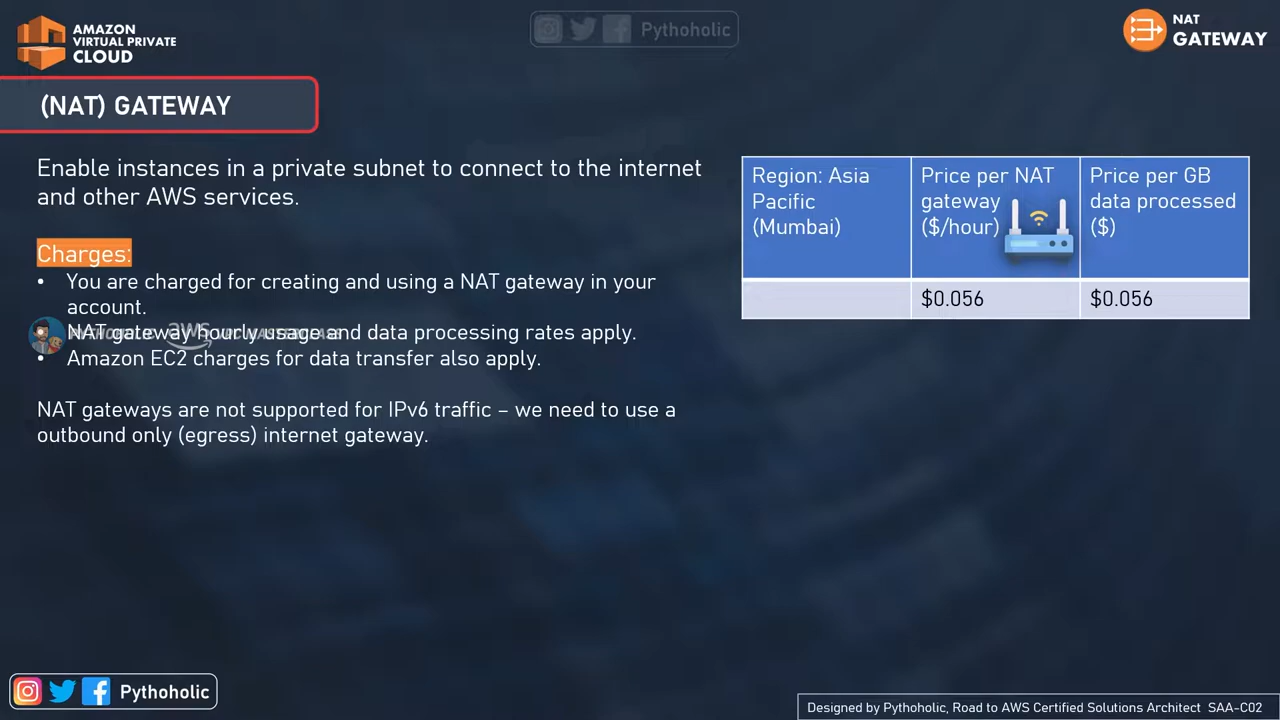 AMAZON
VIRTUAL PRIVATE
CLOUD
Pythoholic
NAT
GATEWAY
(NAT) GATEWAY
Enable instances in a private subnet to connect to the internet
and other AWS services.
Charges:
• You are charged for creating and using a NAT gateway in your
account.
• NAT gateway hourly usage and data processing rates apply.
• Amazon EC2 charges for data transfer also apply.
NAT gateways are not supported for IPv6 traffic – we need to use a
outbound only (egress) internet gateway.
Region: Asia
Pacific
(Mumbai)
Price per NAT
gateway
($/hour)
Price per GB
data processed
($)
$0.056
$0.056
Pythoholic
Designed by Pythoholic, Road to AWS Certified Solutions Architect SAA-C02